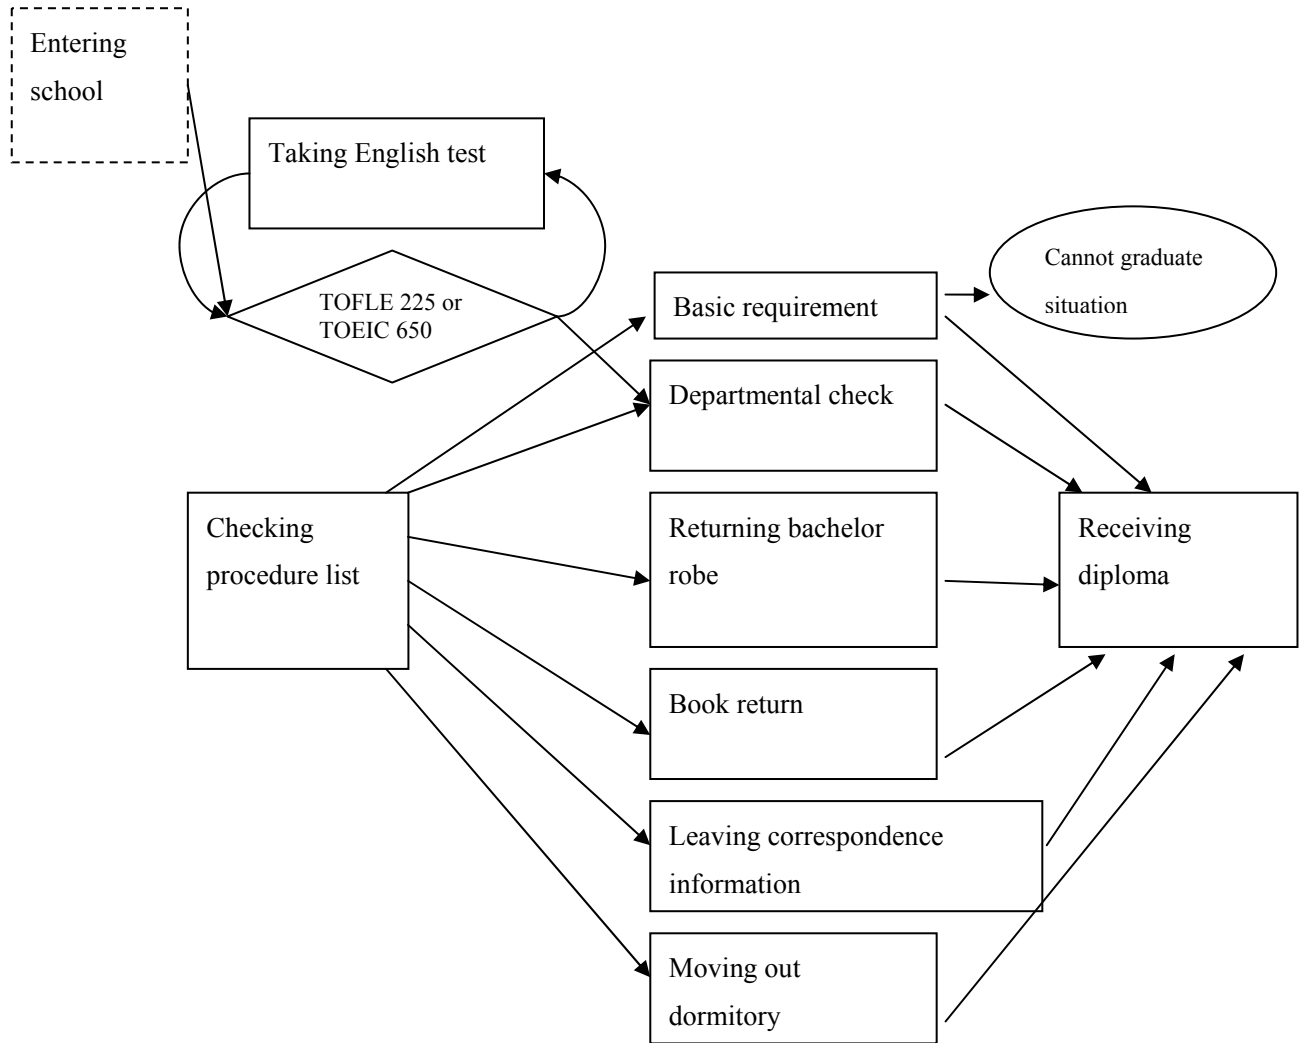 Entering
school
Taking English test
TOFLE 225 or
TOEIC 650
Basic requirement
Cannot graduate
situation
Departmental check
Checking
procedure list
Returning bachelor
robe
Receiving
diploma
Book return
Leaving correspondence
information
Moving out
dormitory